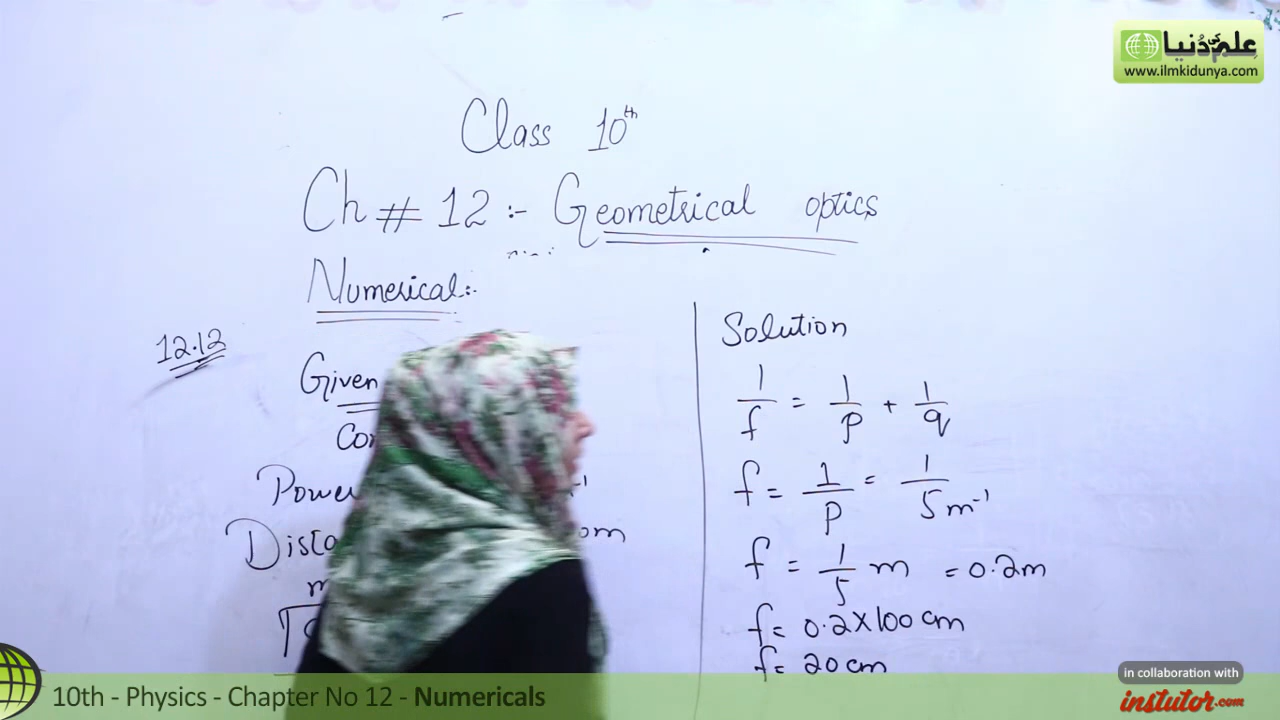 علم کی دنیا
www.ilmkidunya.com
Class 10th
Ch # 12 :- Geometrical optics
Numerical:-
12.12
Given
Power
Solution
1/f = 1/p + 1/q
f = 1/p = 1/5m⁻¹
f = 1/5 m = 0.2m
f = 0.2X100 cm
f = 20 cm
in collaboration with
instutor.com
10th - Physics - Chapter No 12 - Numericals